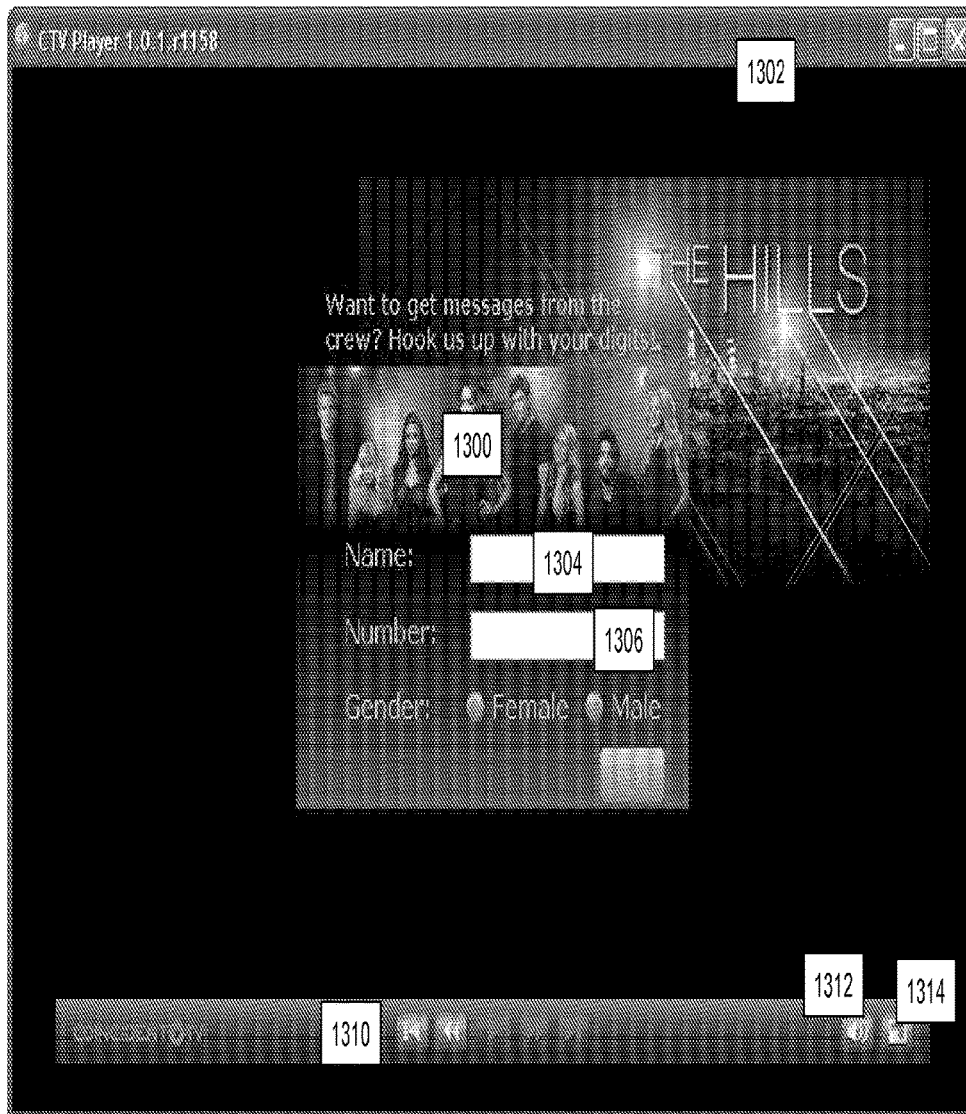 CTV Player 1.0.1.r1158
1302
THE HILLS
Want to get messages from the
crew? Hook us up with your digits.
1300
Name:
1304
Number:
1306
Gender: Female Male
1312
1314
1310